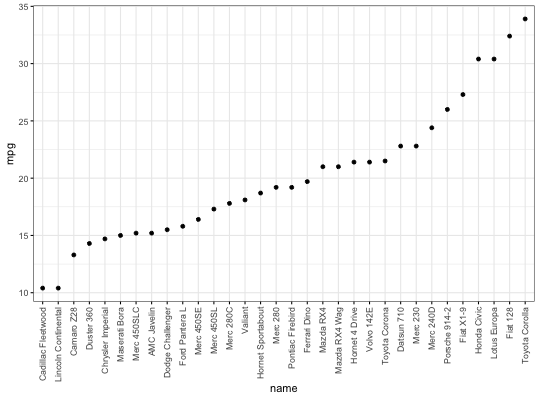 35
30
25
20
15
10
mpg
Cadillac Fleetwood
Lincoln Continental
Camaro Z28
Duster 360
Chrysler Imperial
Maserati Bora
Merc 450SLC
AMC Javelin
Dodge Challenger
Ford Pantera L
Merc 450SE
Merc 450SL
Merc 280C
Valiant
Hornet Sportabout
Merc 280
Pontiac Firebird
Ferrari Dino
Mazda RX4
Mazda RX4 Wag
Hornet 4 Drive
Volvo 142E
Toyota Corona
Datsun 710
Merc 230
Merc 240D
Porsche 914-2
Fiat X1-9
Honda Civic
Lotus Europa
Fiat 128
Toyota Corolla
name